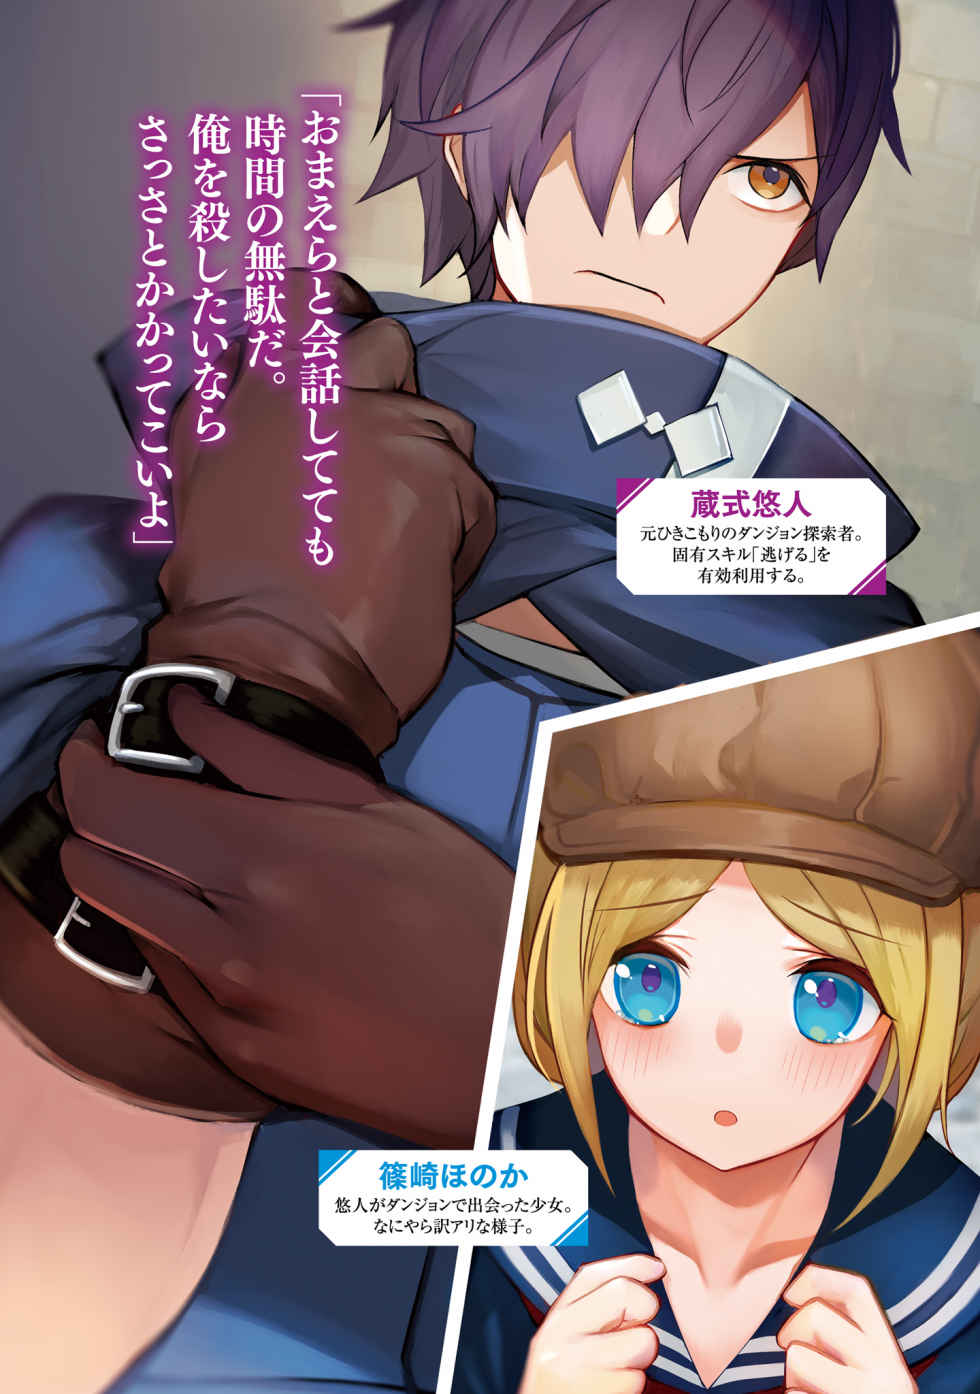 「おまえらと会話してても
時間の無駄だ。
俺を殺したいなら
さっさとかかってこいよ」
蔵式悠人
元ひきこもりのダンジョン探索者。
固有スキル「逃げる」を
有効利用する。
篠崎ほのか
悠人がダンジョンで出会った少女。
なにやら訳アリな様子。